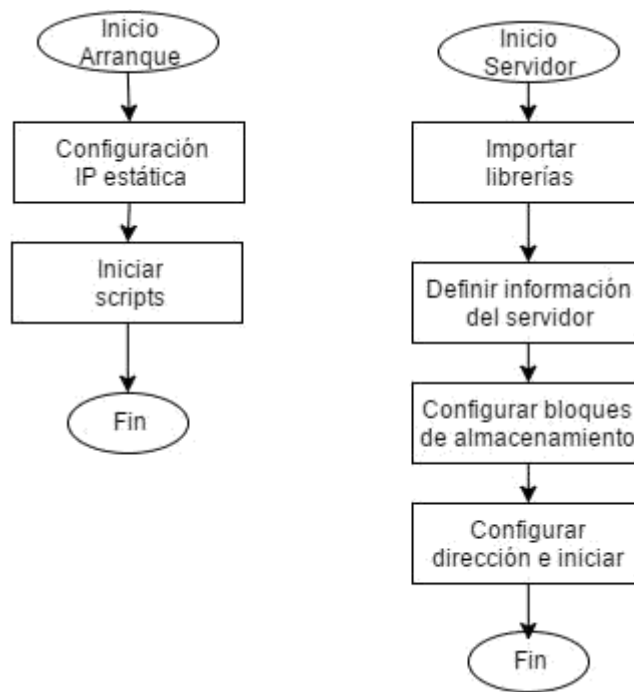 Inicio
Arranque
Configuración
IP estática
Iniciar
scripts
Fin
Inicio
Servidor
Importar
librerías
Definir información
del servidor
Configurar bloques
de almacenamiento
Configurar
dirección e iniciar
Fin